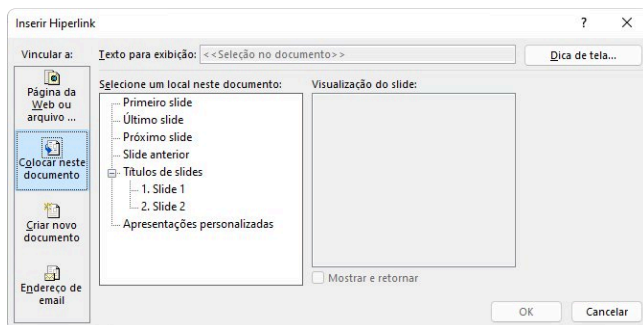 Inserir Hiperlink
? ×
Vincular a:
Texto para exibição: <<Seleção no documento>>
Dica de tela...
Página da
Web ou
arquivo ...
Colocar neste
documento
Criar novo
documento
Endereço de
email
Selecione um local neste documento:
Primeiro slide
Último slide
Próximo slide
Slide anterior
Títulos de slides
1. Slide 1
2. Slide 2
Apresentações personalizadas
Visualização do slide:
Mostrar e retornar
OK
Cancelar